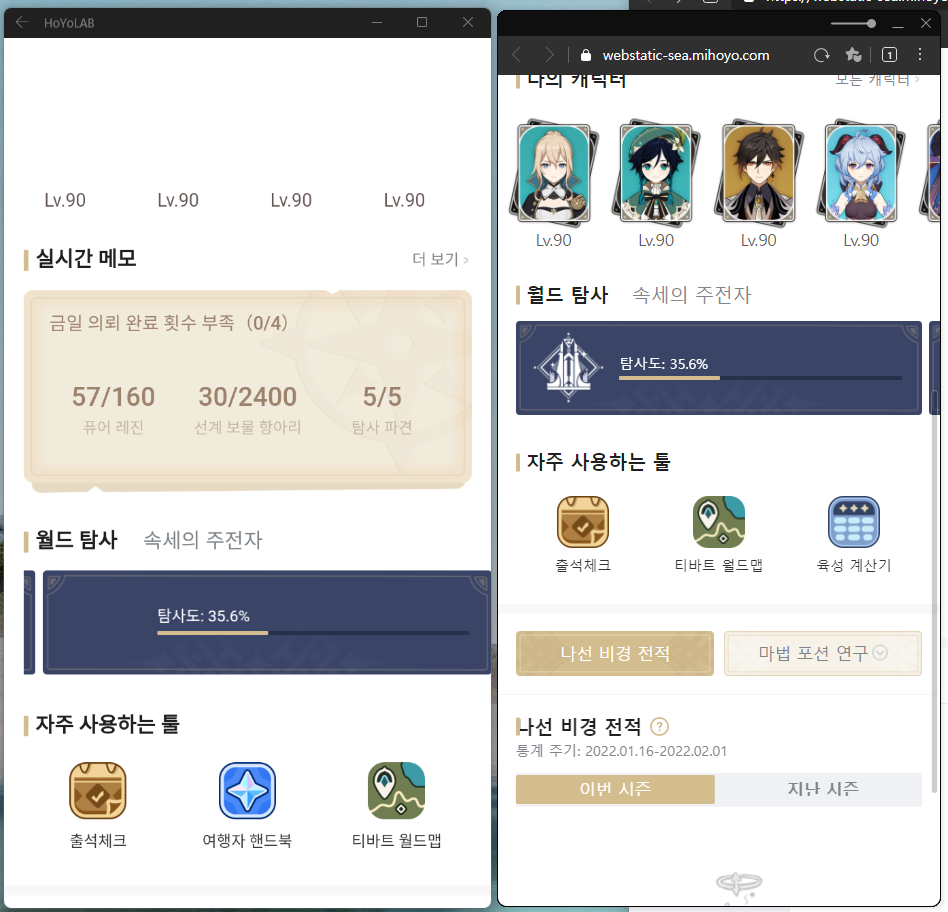 HoYoLAB
Lv.90
Lv.90
Lv.90
Lv.90
실시간 메모
더 보기 >
금일 의뢰 완료 횟수 부족 (0/4)
57/160
30/2400
5/5
퓨어 레진
선계 보물 항아리
탐사 파견
월드 탐사
속세의 주전자
탐사도: 35.6%
자주 사용하는 툴
출석체크
여행자 핸드북
티바트 월드맵
webstatic-sea.mihoyo.com
1
나의 캐릭터
모든 캐릭터 >
Lv.90
Lv.90
Lv.90
Lv.90
월드 탐사
속세의 주전자
탐사도: 35.6%
자주 사용하는 툴
출석체크
티바트 월드맵
육성 계산기
나선 비경 전적
마법 포션 연구
나선 비경 전적 ?
통계 주기: 2022.01.16-2022.02.01
이번 시즌
지난 시즌